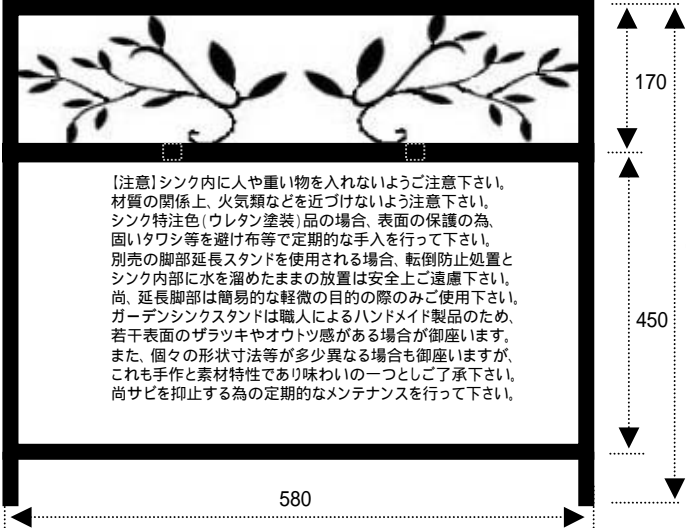 170
【注意】シンク内に人や重い物を入れないようご注意下さい。
材質の関係上、火気類などを近づけないよう注意下さい。
シンク特注色(ウレタン塗装)品の場合、表面の保護の為、
固いタワシ等を避け布等で定期的な手入を行って下さい。
別売の脚部延長スタンドを使用される場合、転倒防止処置と
シンク内部に水を溜めたままの放置は安全上ご遠慮下さい。
尚、延長脚部は簡易的な軽微の目的の際のみご使用下さい。
ガーデンシンクスタンドは職人によるハンドメイド製品のため、
若干表面のザラツキやオウトツ感がある場合が御座います。
また、個々の形状寸法等が多少異なる場合も御座いますが、
これも手作と素材特性であり味わいの一つとしご了承下さい。
尚サビを抑止する為の定期的なメンテナンスを行って下さい。
450
580